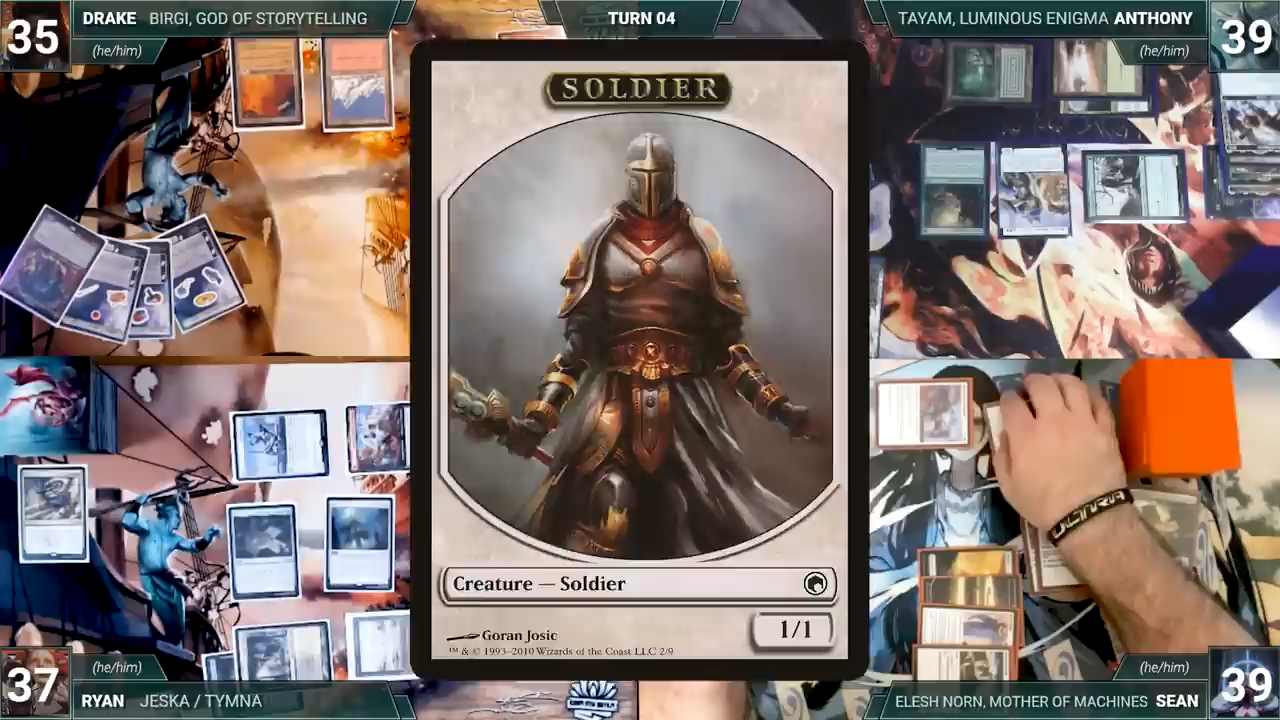 35
DRAKE BIRGI, GOD OF STORYTELLING
(he/him)
TURN 04
TAYAM, LUMINOUS ENIGMA ANTHONY
(he/him)
39
SOLDIER
Creature — Soldier
1/1
Goran Josic
™ & © 1993–2010 Wizards of the Coast LLC 2/9
ULTRA
37
(he/him)
RYAN JESKA / TYMNA
(he/him)
ELESH NORN, MOTHER OF MACHINES SEAN
39